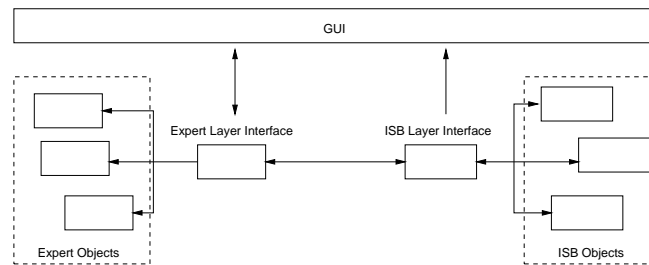 GUI
Expert Layer Interface
ISB Layer Interface
Expert Objects
ISB Objects